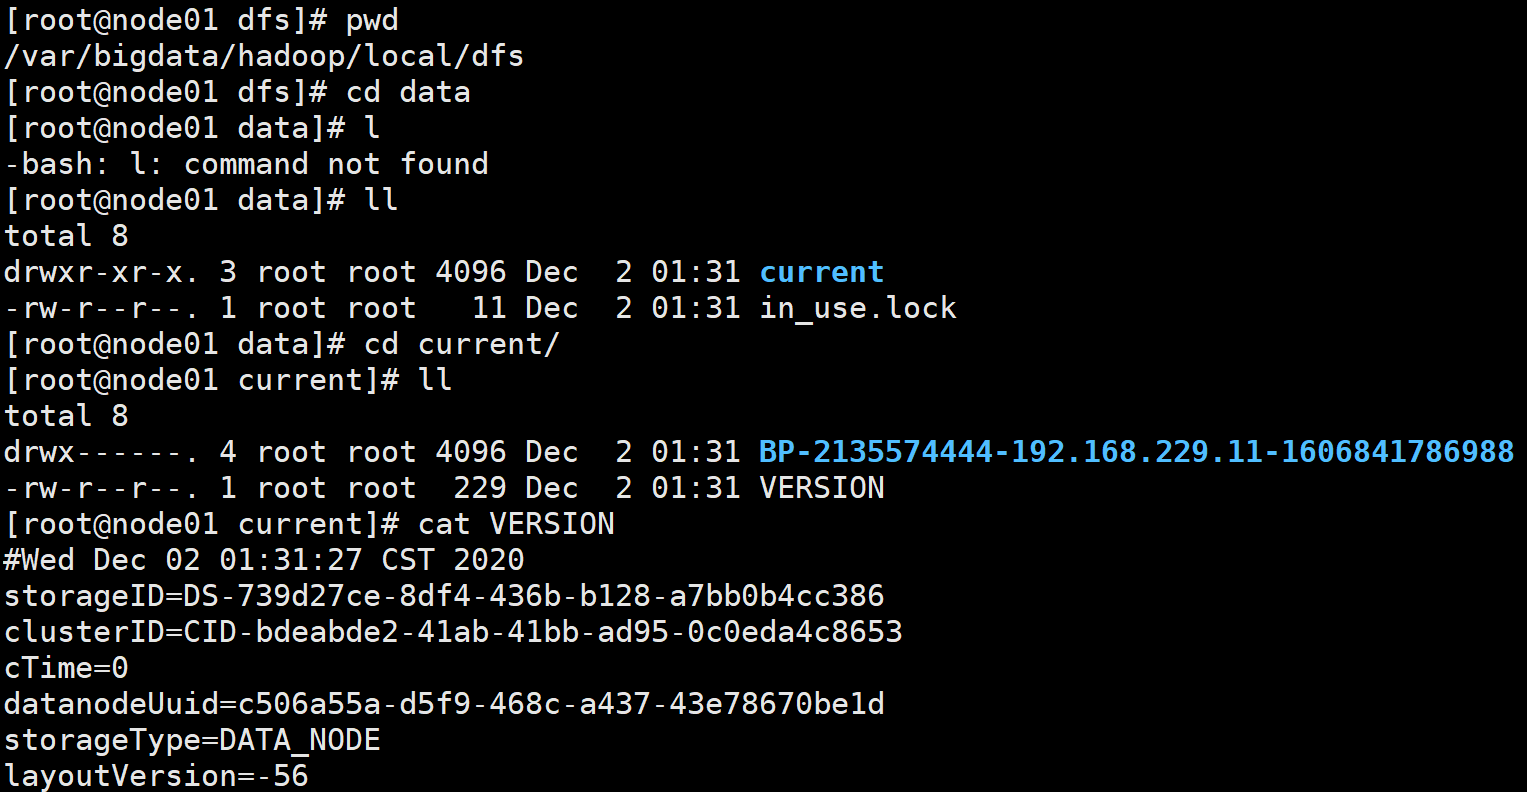 [root@node01 dfs]# pwd
/var/bigdata/hadoop/local/dfs
[root@node01 dfs]# cd data
[root@node01 data]# l
-bash: l: command not found
[root@node01 data]# ll
total 8
drwxr-xr-x. 3 root root 4096 Dec  2 01:31 current
-rw-r--r--. 1 root root   11 Dec  2 01:31 in_use.lock
[root@node01 data]# cd current/
[root@node01 current]# ll
total 8
drwx------. 4 root root 4096 Dec  2 01:31 BP-2135574444-192.168.229.11-1606841786988
-rw-r--r--. 1 root root  229 Dec  2 01:31 VERSION
[root@node01 current]# cat VERSION
#Wed Dec 02 01:31:27 CST 2020
storageID=DS-739d27ce-8df4-436b-b128-a7bb0b4cc386
clusterID=CID-bdeabde2-41ab-41bb-ad95-0c0eda4c8653
cTime=0
datanodeUuid=c506a55a-d5f9-468c-a437-43e78670be1d
storageType=DATA_NODE
layoutVersion=-56